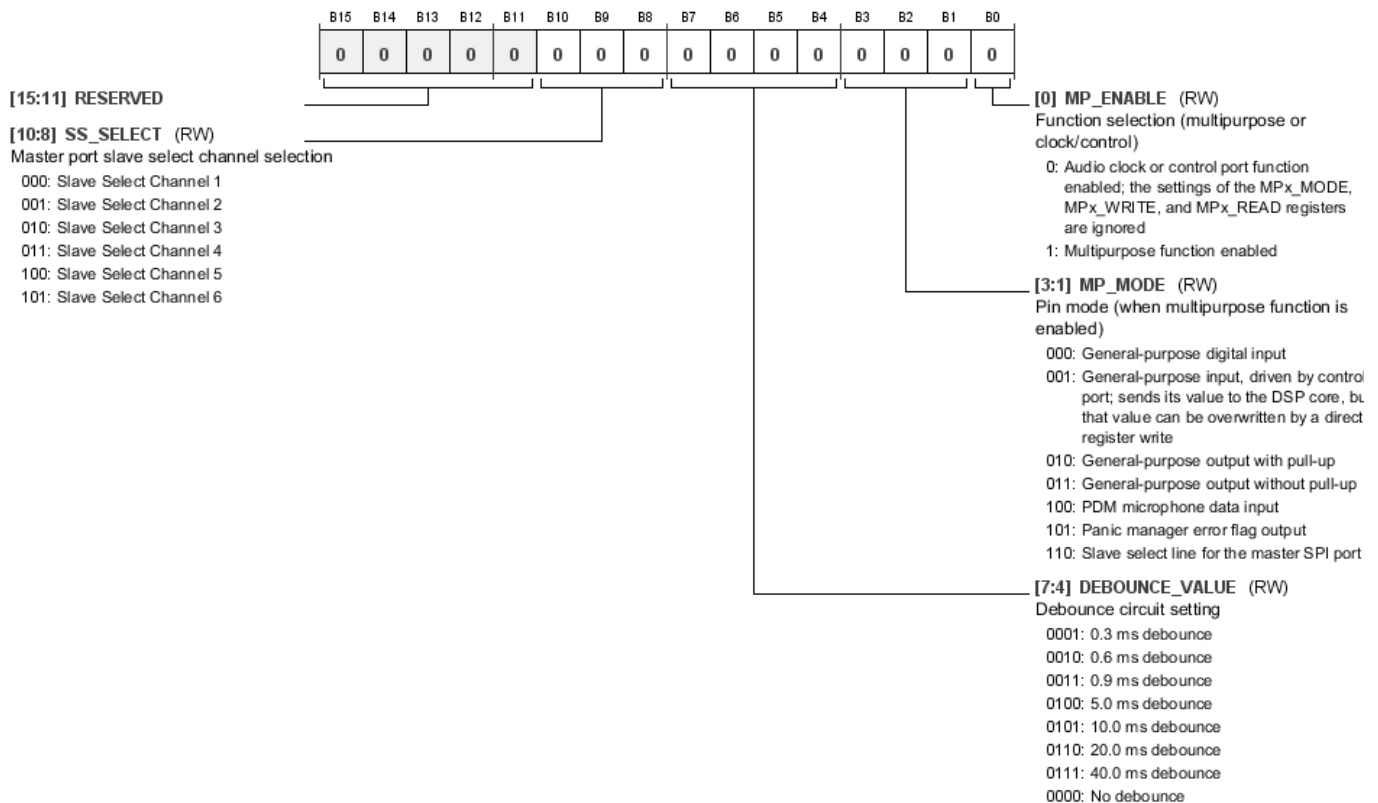 B15 B14 B13 B12 B11 B10 B9 B8 B7 B6 B5 B4 B3 B2 B1 B0
0 0 0 0 0 0 0 0 0 0 0 0 0 0 0 0
[15:11] RESERVED
[10:8] SS_SELECT (RW)
Master port slave select channel selection
000: Slave Select Channel 1
001: Slave Select Channel 2
010: Slave Select Channel 3
011: Slave Select Channel 4
100: Slave Select Channel 5
101: Slave Select Channel 6
[0] MP_ENABLE (RW)
Function selection (multipurpose or
clock/control)
0: Audio clock or control port function
enabled; the settings of the MPx_MODE,
MPx_WRITE, and MPx_READ registers
are ignored
1: Multipurpose function enabled
[3:1] MP_MODE (RW)
Pin mode (when multipurpose function is
enabled)
000: General-purpose digital input
001: General-purpose input, driven by control
port; sends its value to the DSP core, bu
that value can be overwritten by a direct
register write
010: General-purpose output with pull-up
011: General-purpose output without pull-up
100: PDM microphone data input
101: Panic manager error flag output
110: Slave select line for the master SPI port
[7:4] DEBOUNCE_VALUE (RW)
Debounce circuit setting
0001: 0.3 ms debounce
0010: 0.6 ms debounce
0011: 0.9 ms debounce
0100: 5.0 ms debounce
0101: 10.0 ms debounce
0110: 20.0 ms debounce
0111: 40.0 ms debounce
0000: No debounce